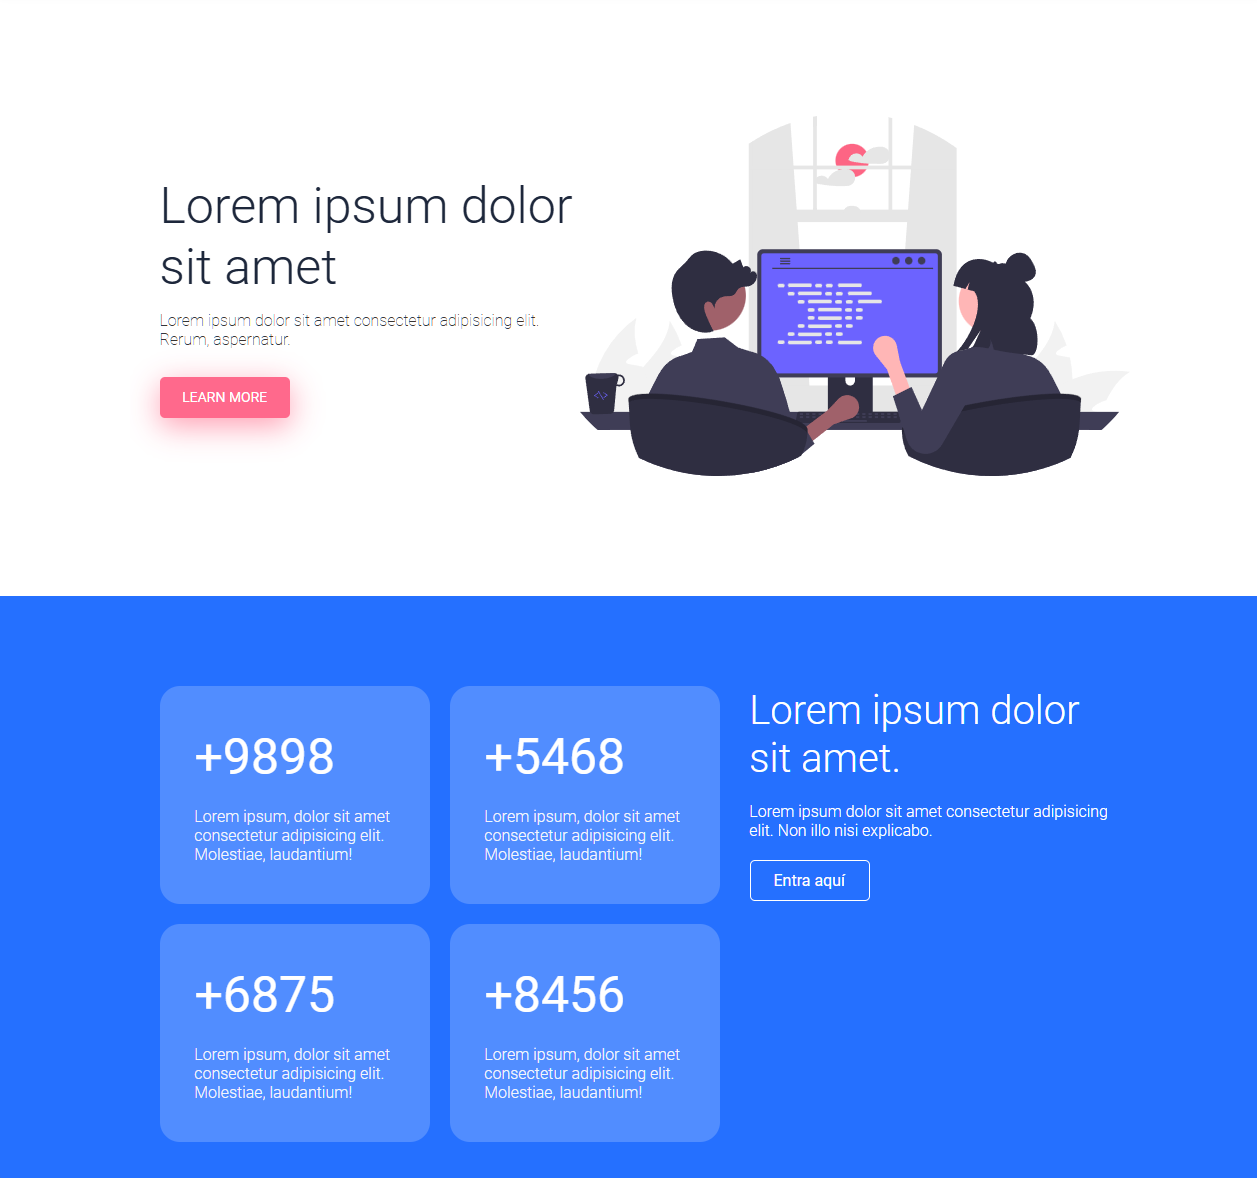 Lorem ipsum dolor
sit amet
Lorem ipsum dolor sit amet consectetur adipisicing elit.
Rerum, aspernatur.
LEARN MORE
+9898
Lorem ipsum, dolor sit amet
consectetur adipisicing elit.
Molestiae, laudantium!
+5468
Lorem ipsum, dolor sit amet
consectetur adipisicing elit.
Molestiae, laudantium!
+6875
Lorem ipsum, dolor sit amet
consectetur adipisicing elit.
Molestiae, laudantium!
+8456
Lorem ipsum, dolor sit amet
consectetur adipisicing elit.
Molestiae, laudantium!
Lorem ipsum dolor
sit amet.
Lorem ipsum dolor sit amet consectetur adipisicing
elit. Non illo nisi explicabo.
Entra aquí